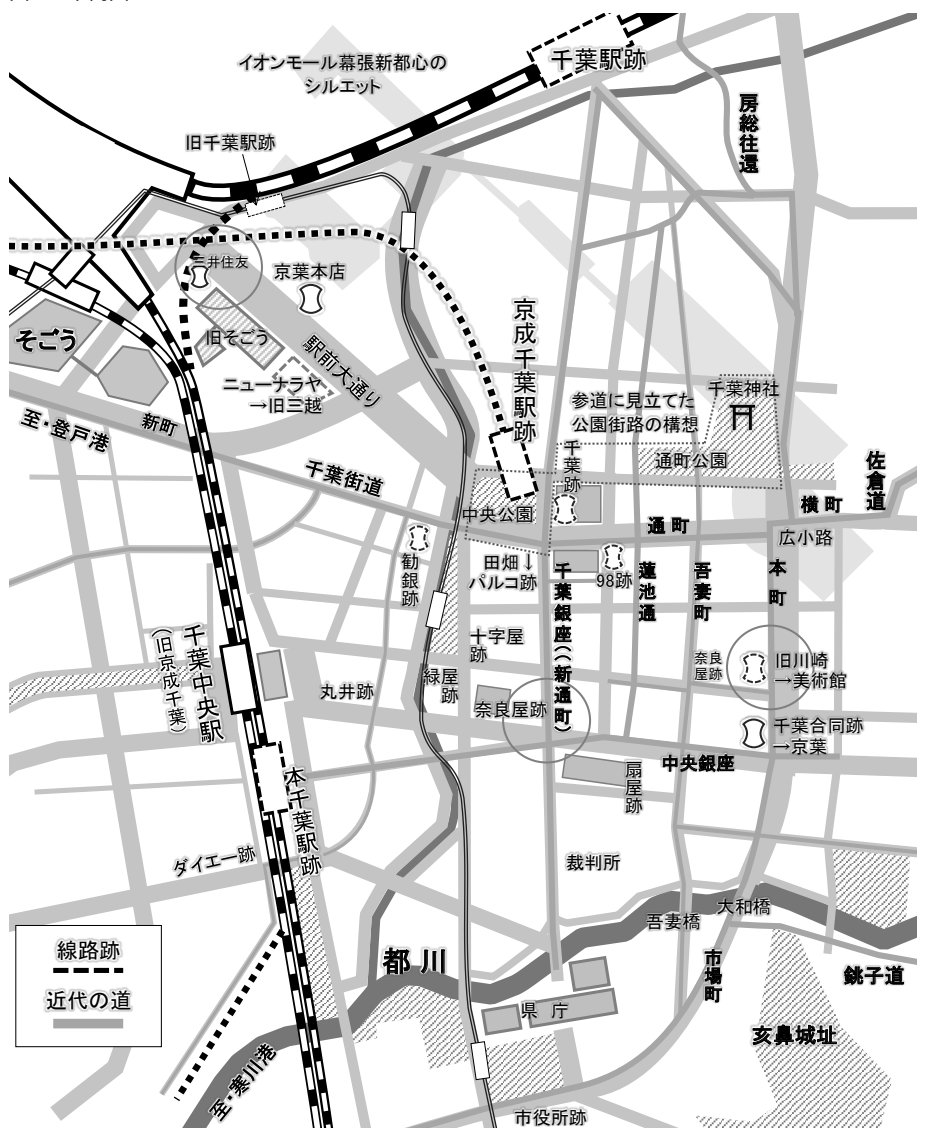 イオンモール幕張新都心の
シルエット
千葉駅跡
房総往還
旧千葉駅跡
三井住友
京葉本店
そごう
旧そごう
駅前大通り
ニューナラヤ
→旧三越
京成千葉駅跡
千葉神社
参道に見立てた
公園街路の構想
通町公園
千葉跡
至・登戸港
新町
千葉街道
中央公園
佐倉道
横町
通町
広小路
勧銀跡
田畑↓
パルコ跡
98跡
千葉銀座((新通町)
蓮池通
吾妻町
本町
千葉中央駅
(旧京成千葉)
十字屋
跡
緑屋
跡
丸井跡
奈良屋跡
奈良
屋跡
旧川崎
→美術館
千葉合同跡
→京葉
中央銀座
扇屋跡
本千葉駅跡
ダイエー跡
裁判所
吾妻橋
大和橋
線路跡
近代の道
都川
市場町
銚子道
県庁
亥鼻城址
至・寒川港
市役所跡